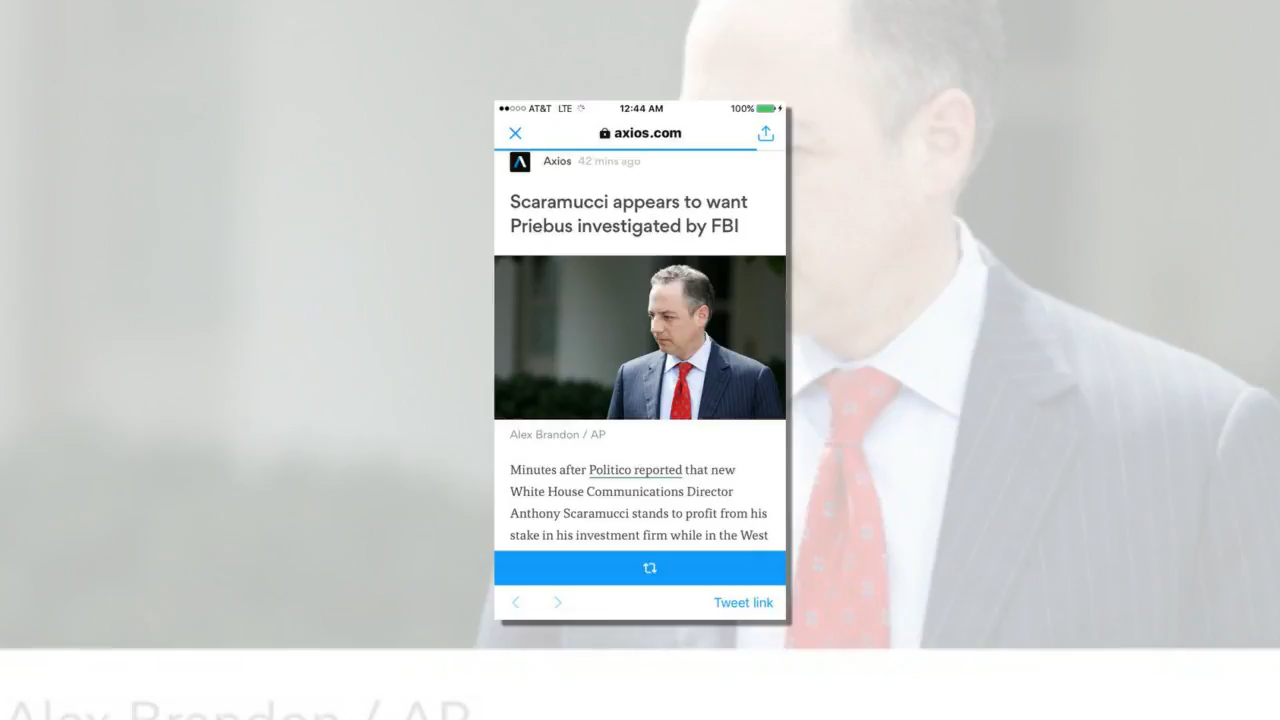 AT&T LTE 12:44 AM 100%
axios.com
Axios 42 mins ago
Scaramucci appears to want
Priebus investigated by FBI
Alex Brandon / AP
Minutes after Politico reported that new
White House Communications Director
Anthony Scaramucci stands to profit from his
stake in his investment firm while in the West
Tweet link
Alex Brandon / AP